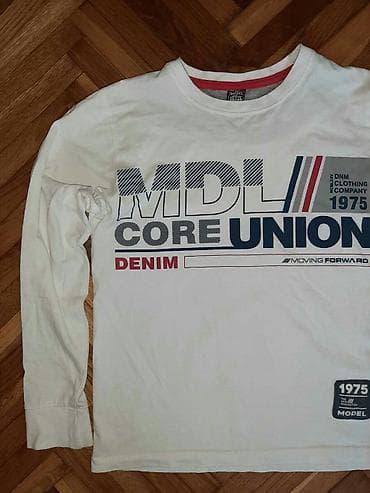 MDL
DNM
CLOTHING
COMPANY
1975
CORE UNION
DENIM
MOVING FORWARD
1975
MODEL